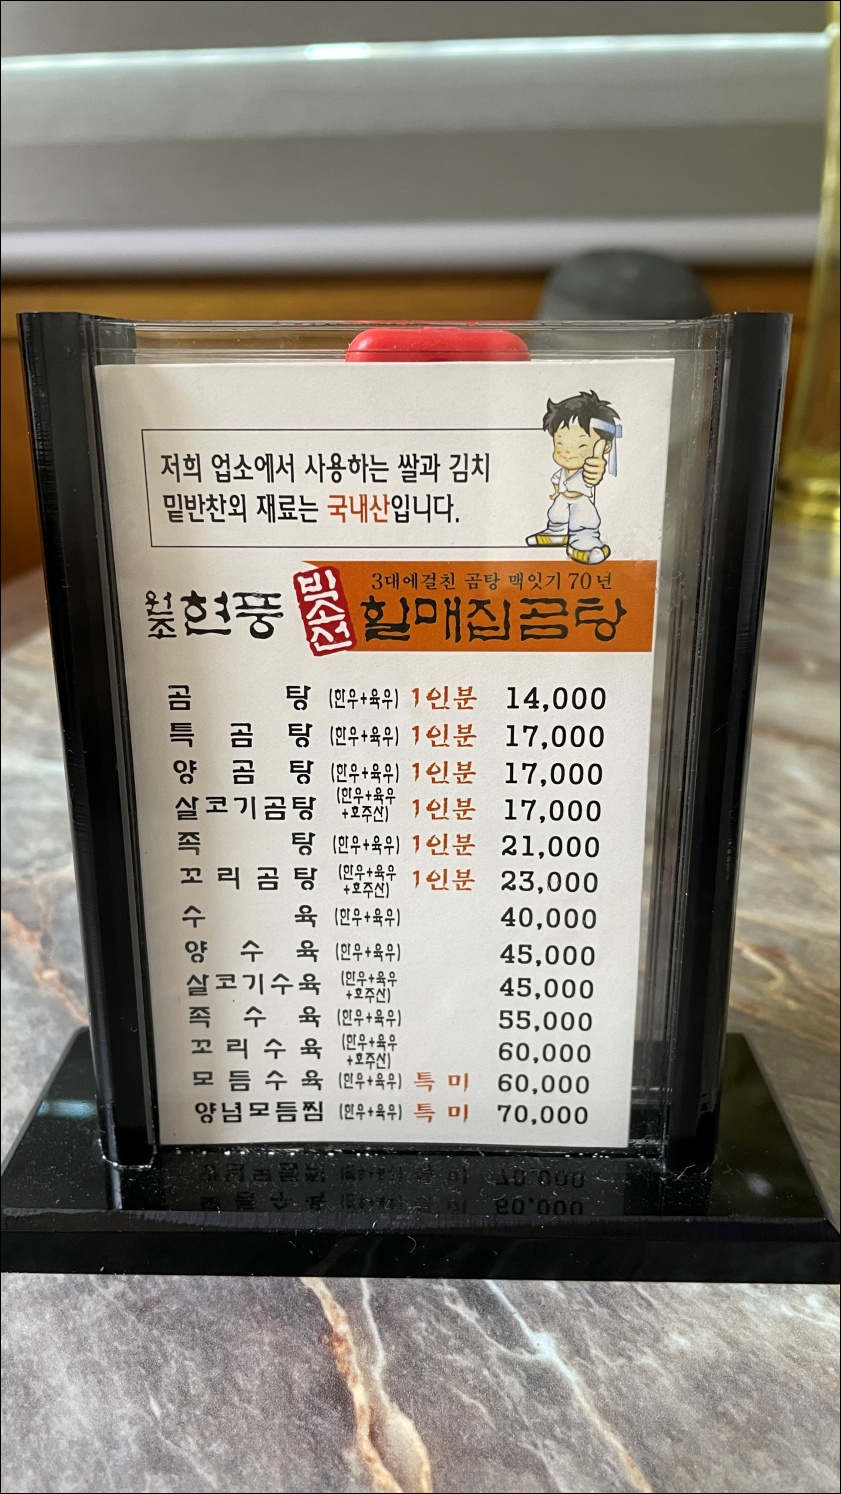 저희 업소에서 사용하는 쌀과 김치
밑반찬외 재료는 국내산입니다.
3대에걸친 곰탕 맥잇기 70년
원조 현풍 박소선 할매집곰탕
곰탕 (한우+육우) 1인분 14,000
특곰탕 (한우+육우) 1인분 17,000
양곰탕 (한우+육우) 1인분 17,000
살코기곰탕 (한우+육우+호주산) 1인분 17,000
족탕 (한우+육우) 1인분 21,000
꼬리곰탕 (한우+육우+호주산) 1인분 23,000
수육 (한우+육우) 40,000
양수육 (한우+육우) 45,000
살코기수육 (한우+육우+호주산) 45,000
족수육 (한우+육우) 55,000
꼬리수육 (한우+육우+호주산) 60,000
모듬수육 (한우+육우) 특미 60,000
양념모듬찜 (한우+육우) 특미 70,000